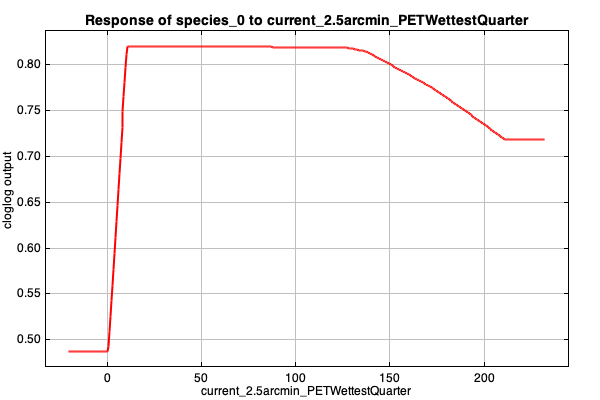 Response of species_0 to current_2.5arcmin_PETWettestQuarter
cloglog output
0.80
0.75
0.70
0.65
0.60
0.55
0.50
0 50 100 150 200
current_2.5arcmin_PETWettestQuarter